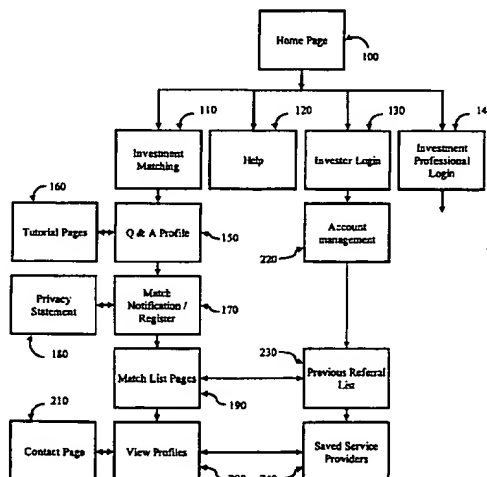 Home Page
100
110
120
130
14
Investment
Matching
Help
Invester Login
Investment
Professional
Login
160
Tutorial Pages
Q & A Profile
150
Account
management
220
Privacy
Statement
180
Match
Notification /
Register
170
230
Match List Pages
190
Previous Referral
List
210
Contact Page
View Profiles
Saved Service
Providers